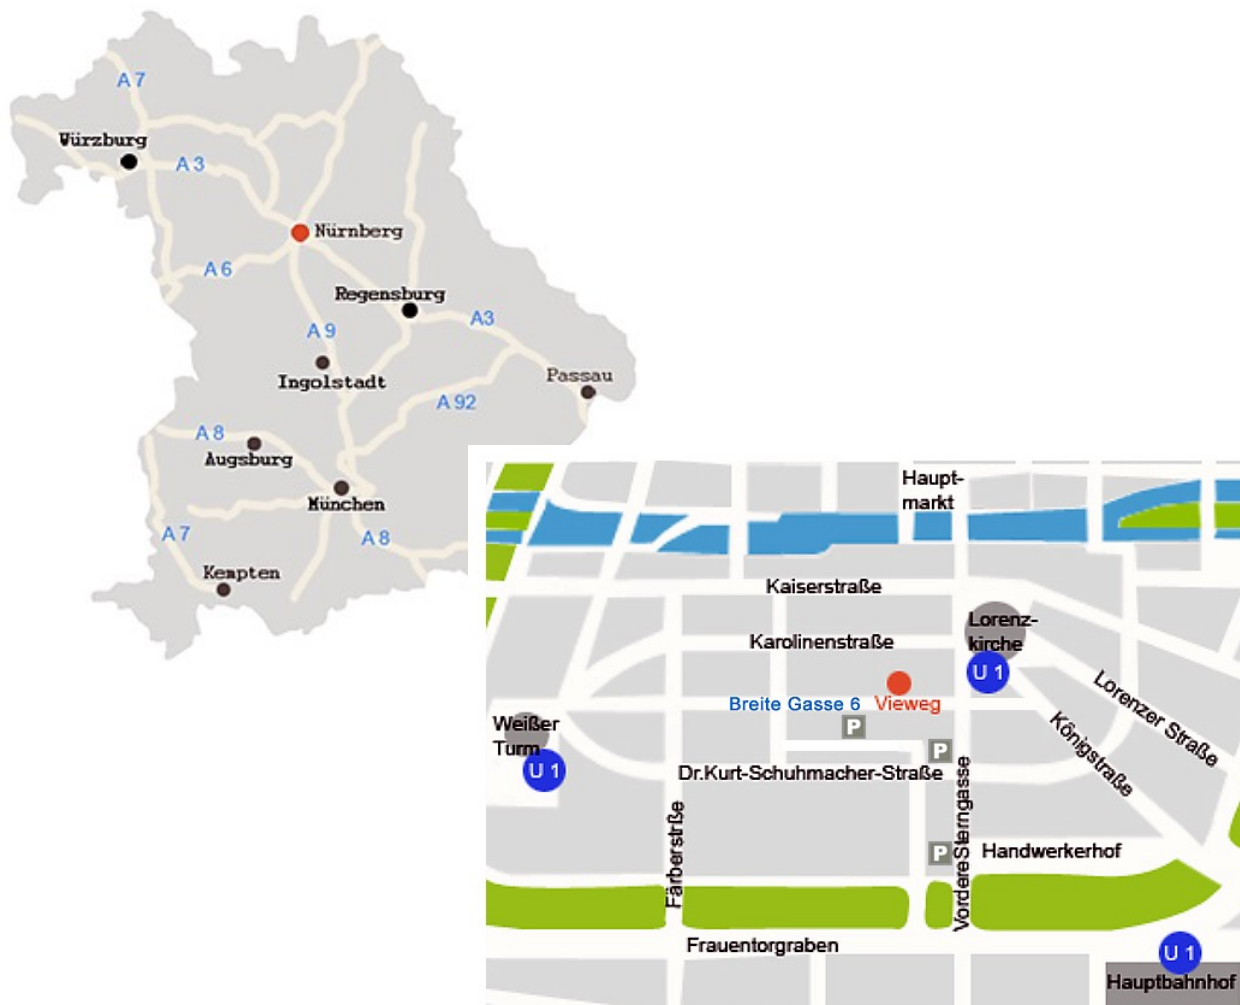 A 7
Würzburg
A 3
Nürnberg
A 6
Regensburg
A 9
A3
Ingolstadt
Passau
A 92
A 8
Augsburg
München
A 7
A 8
Kempten
Haupt-
markt
Kaiserstraße
Lorenz-
kirche
Karolinenstraße
U 1
Breite Gasse 6
Vieweg
Lorenzer Straße
Weißer
Turm
P
Königstraße
P
U 1
Dr.Kurt-Schuhmacher-Straße
Färberstrße
VordereSterngasse
P
Handwerkerhof
Frauentorgraben
U 1
Hauptbahnhof